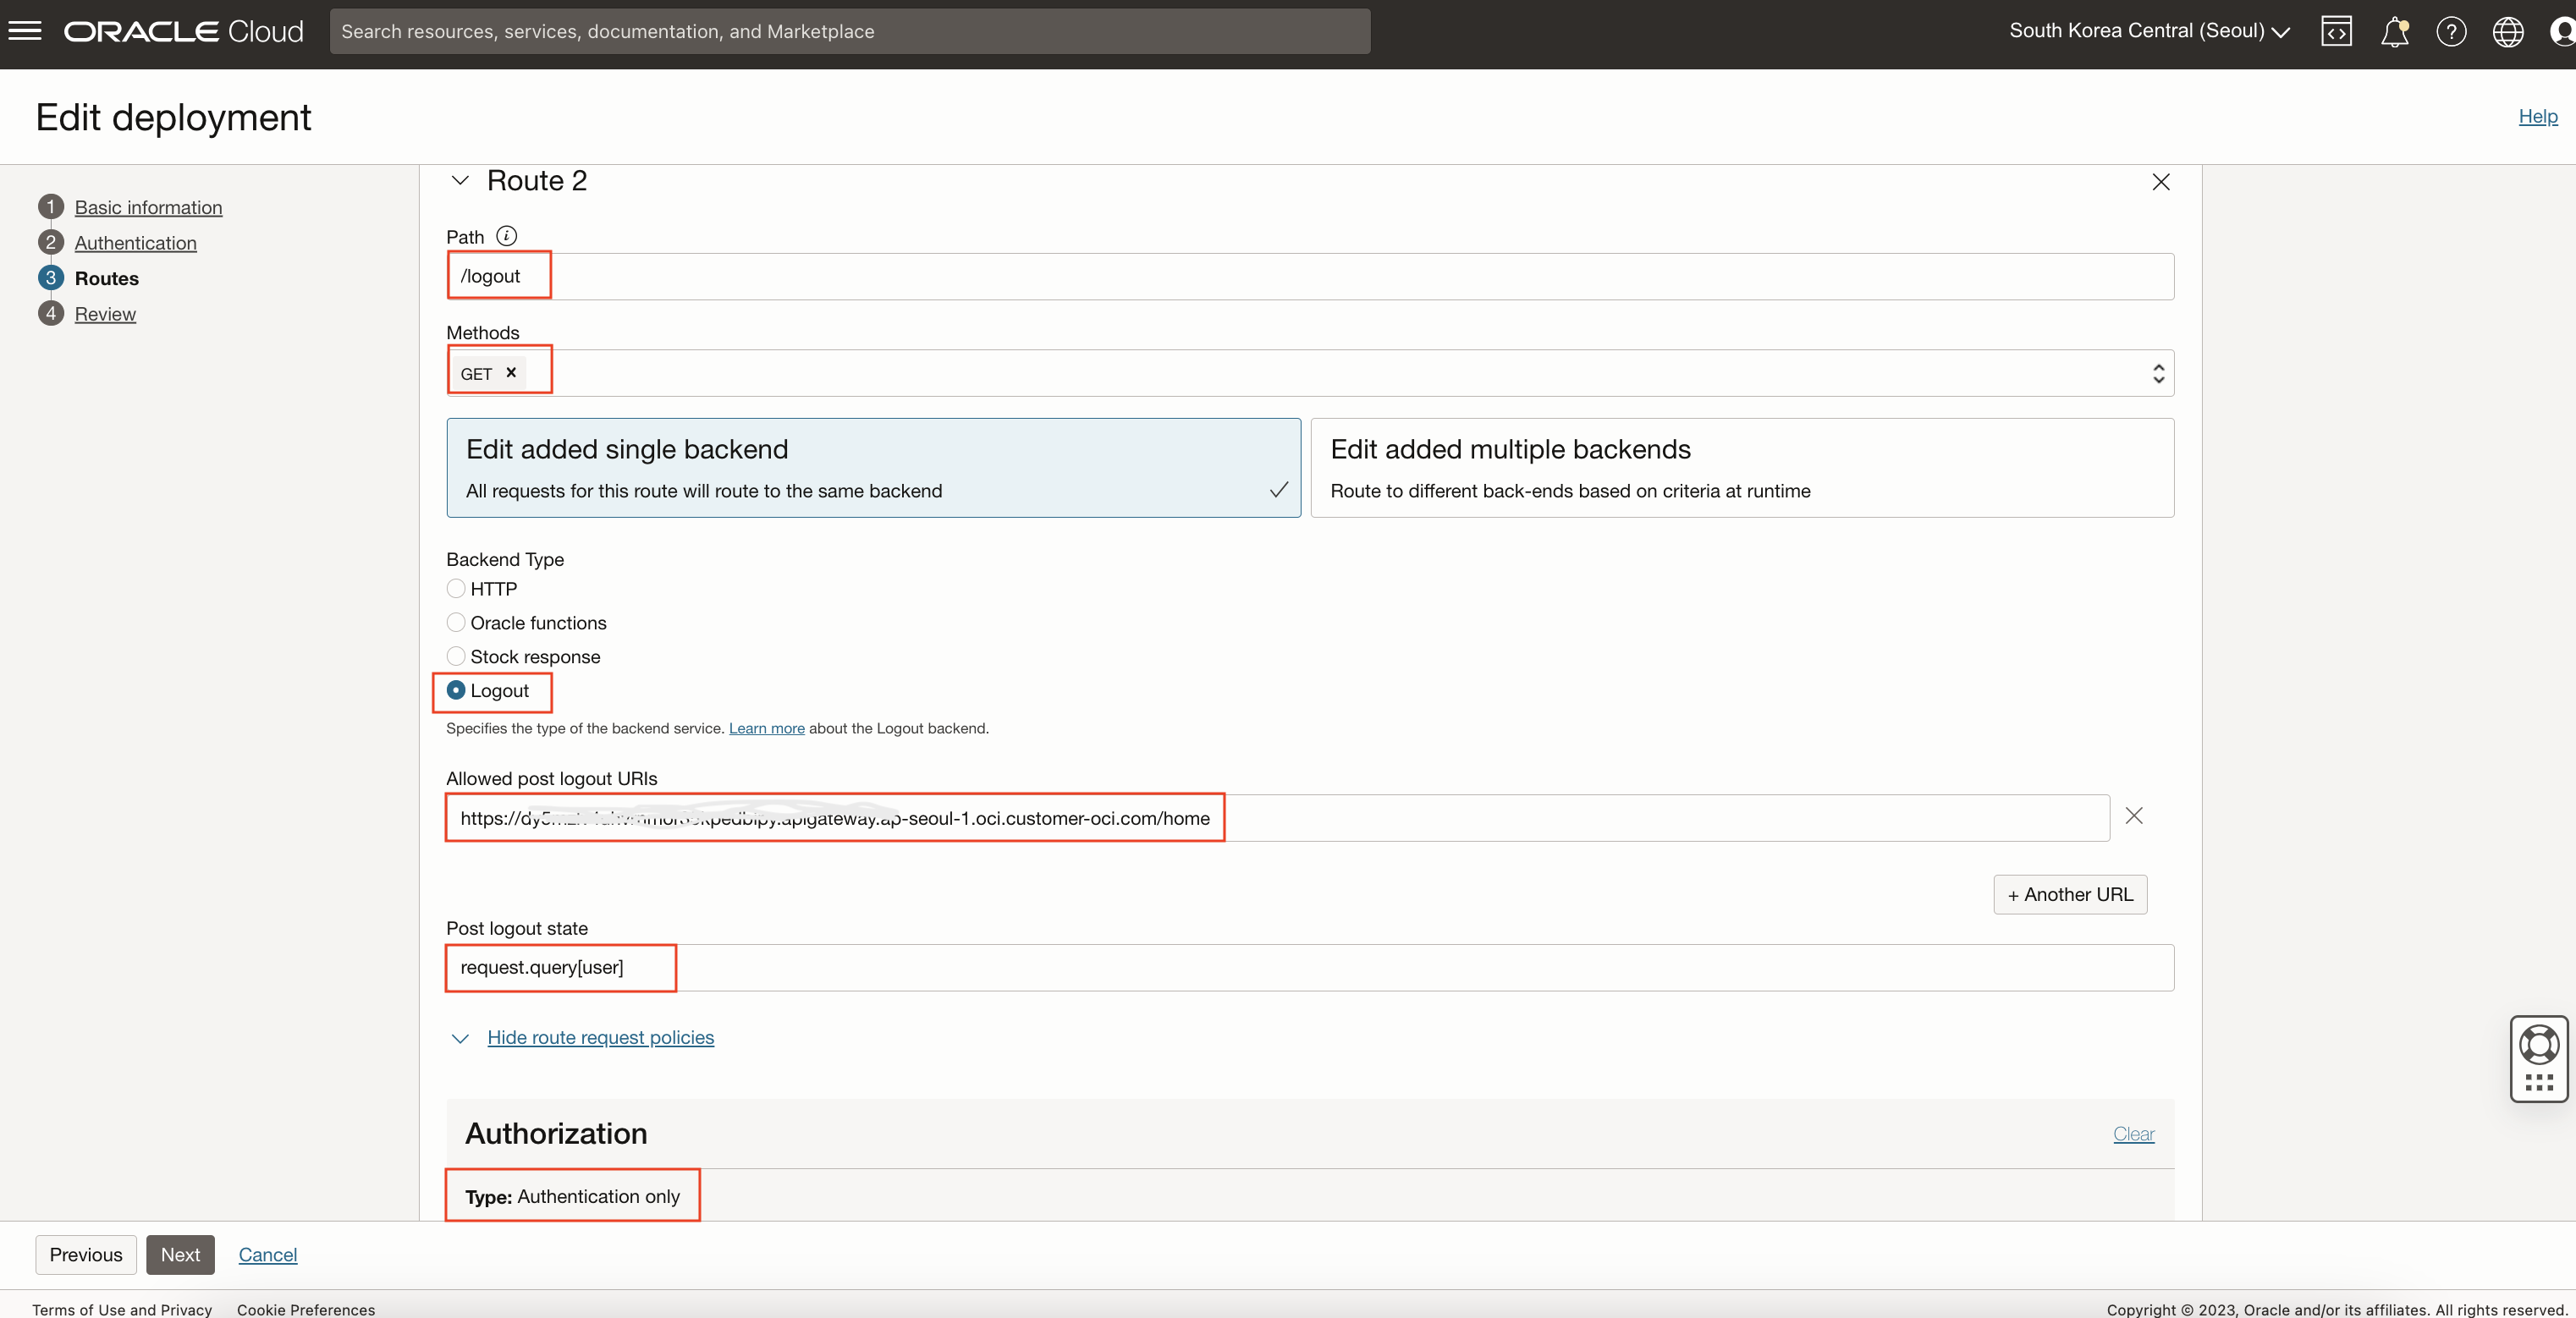 ORACLE Cloud
Search resources, services, documentation, and Marketplace
South Korea Central (Seoul)
Edit deployment
Help
1 Basic information
2 Authentication
3 Routes
4 Review
Route 2
Path i
/logout
Methods
GET ×
Edit added single backend
All requests for this route will route to the same backend
Edit added multiple backends
Route to different back-ends based on criteria at runtime
Backend Type
HTTP
Oracle functions
Stock response
Logout
Specifies the type of the backend service. Learn more about the Logout backend.
Allowed post logout URIs
.apigateway.ap-seoul-1.oci.customer-oci.com/home
+ Another URL
Post logout state
request.query[user]
Hide route request policies
Authorization
Clear
Type: Authentication only
Previous
Next
Cancel
Terms of Use and Privacy
Cookie Preferences
Copyright © 2023, Oracle and/or its affiliates. All rights reserved.